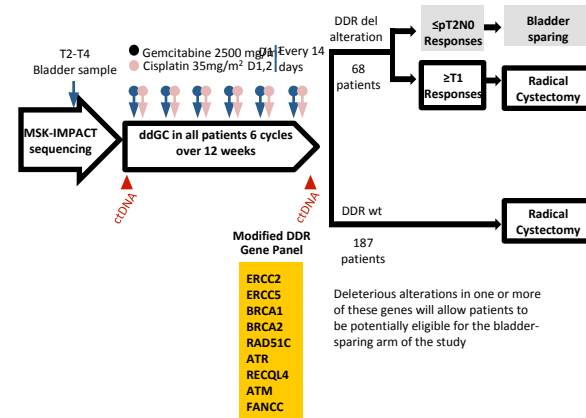 T2-T4
Bladder sample
Gemcitabine 2500 mg/m² D1
Cisplatin 35mg/m² D1,2
Every 14
days
MSK-IMPACT
sequencing
ddGC in all patients 6 cycles
over 12 weeks
ctDNA
ctDNA
DDR del
alteration
68
patients
≤pT2N0
Responses
Bladder
sparing
≥T1
Responses
Radical
Cystectomy
DDR wt
187
patients
Radical
Cystectomy
Modified DDR
Gene Panel
ERCC2
ERCC5
BRCA1
BRCA2
RAD51C
ATR
RECQL4
ATM
FANCC
Deleterious alterations in one or more
of these genes will allow patients to
be potentially eligible for the bladder-
sparing arm of the study